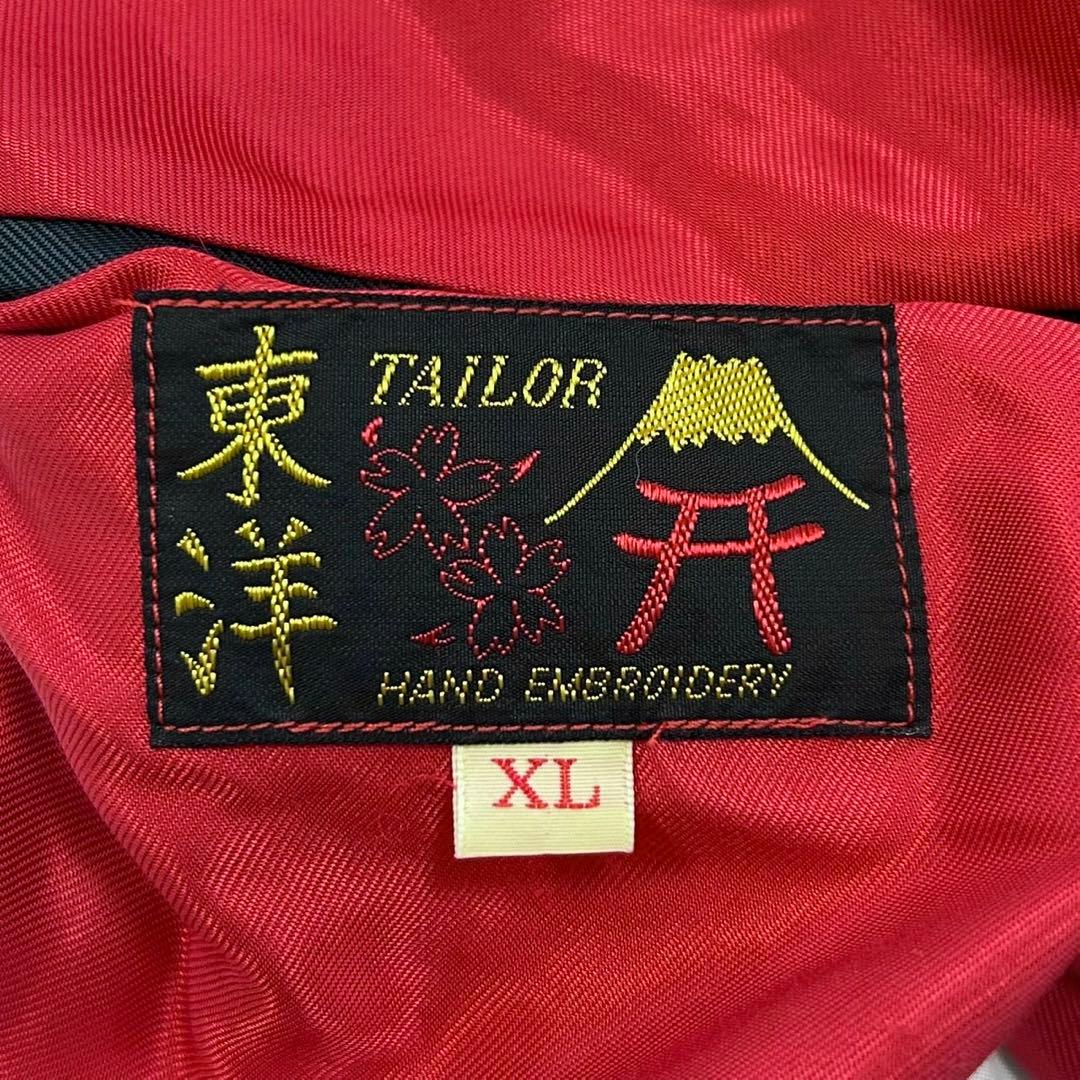 東洋
TAiLOR
HAND EMBROIDERY
XL